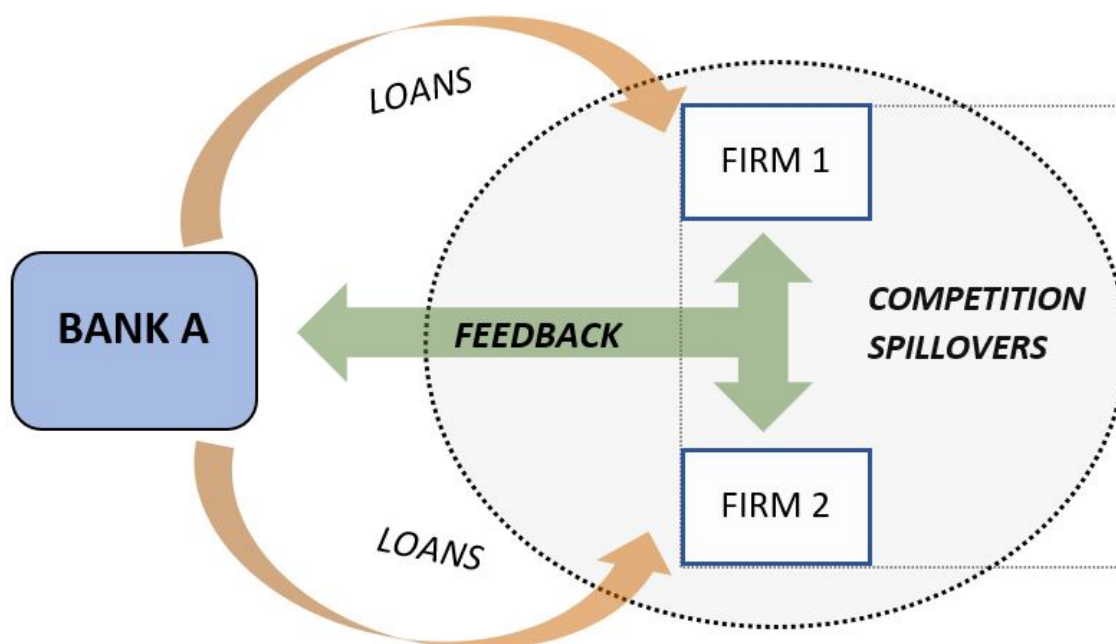 LOANS
FIRM 1
BANK A
FEEDBACK
COMPETITION
SPILLOVERS
FIRM 2
LOANS